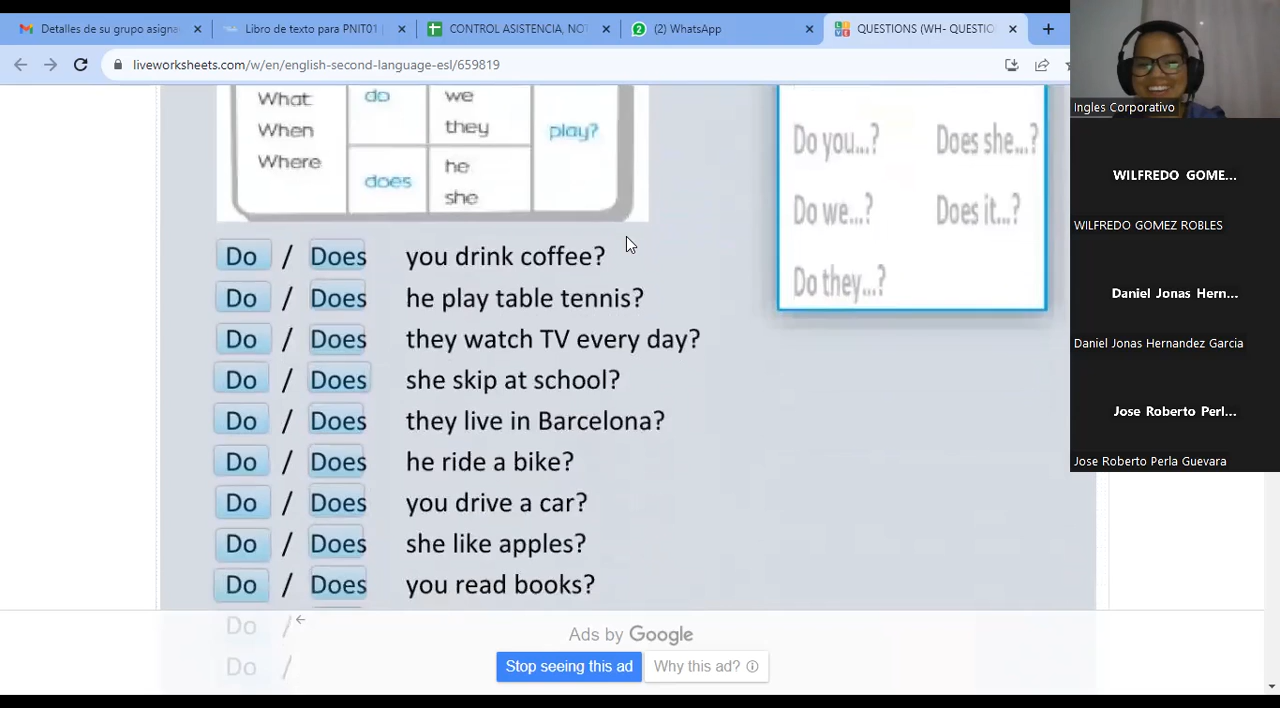 Detalles de su grupo asigna
Libro de texto para PNIT01
CONTROL ASISTENCIA, NOT
(2) WhatsApp
QUESTIONS (WH- QUESTIO
liveworksheets.com/w/en/english-second-language-esl/659819
What do we
When they play?
Where he
does
she
Do you...? Does she...?
Do we...? Does it...?
Do they...?
Do / Does you drink coffee?
Do / Does he play table tennis?
Do / Does they watch TV every day?
Do / Does she skip at school?
Do / Does they live in Barcelona?
Do / Does he ride a bike?
Do / Does you drive a car?
Do / Does she like apples?
Do / Does you read books?
Do /
Do /
Ads by Google
Stop seeing this ad Why this ad?
Ingles Corporativo
WILFREDO GOME...
WILFREDO GOMEZ ROBLES
Daniel Jonas Hern...
Daniel Jonas Hernandez Garcia
Jose Roberto Perl...
Jose Roberto Perla Guevara